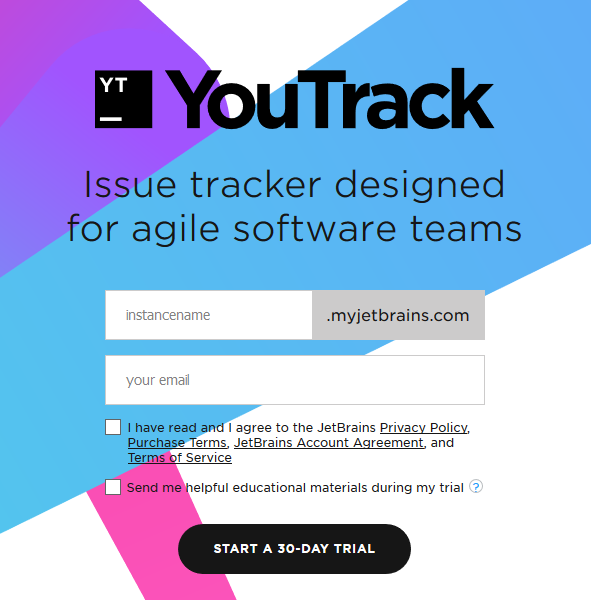 YT
YouTrack
Issue tracker designed
for agile software teams
instancename .myjetbrains.com
your email
I have read and I agree to the JetBrains Privacy Policy,
Purchase Terms, JetBrains Account Agreement, and
Terms of Service
Send me helpful educational materials during my trial ?
START A 30-DAY TRIAL